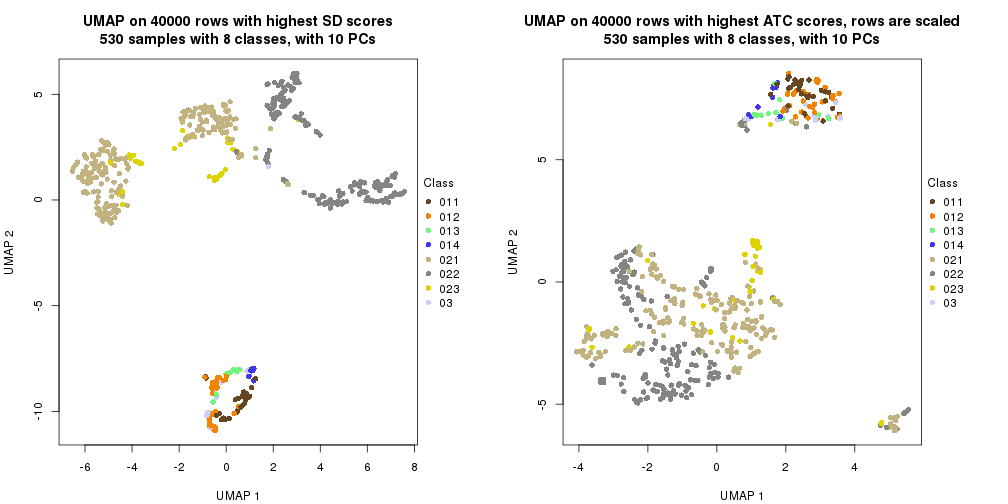 UMAP on 40000 rows with highest SD scores
530 samples with 8 classes, with 10 PCs
5
0
-5
-10
UMAP 2
-6 -4 -2 0 2 4 6 8
UMAP 1
Class
011
012
013
014
021
022
023
03
UMAP on 40000 rows with highest ATC scores, rows are scaled
530 samples with 8 classes, with 10 PCs
5
0
-5
UMAP 2
-4 -2 0 2 4
UMAP 1
Class
011
012
013
014
021
022
023
03